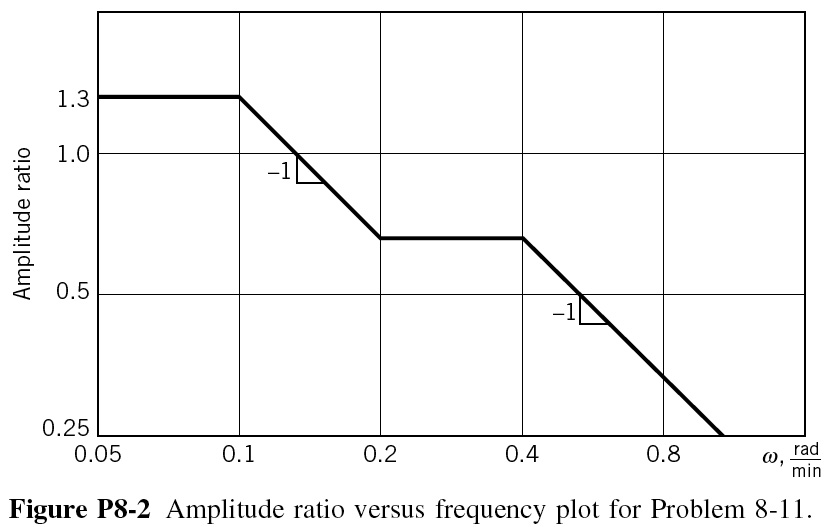 1.3
1.0
–1
Amplitude ratio
0.5
–1
0.25
0.05 0.1 0.2 0.4 0.8 ω, rad/min
Figure P8-2 Amplitude ratio versus frequency plot for Problem 8-11.